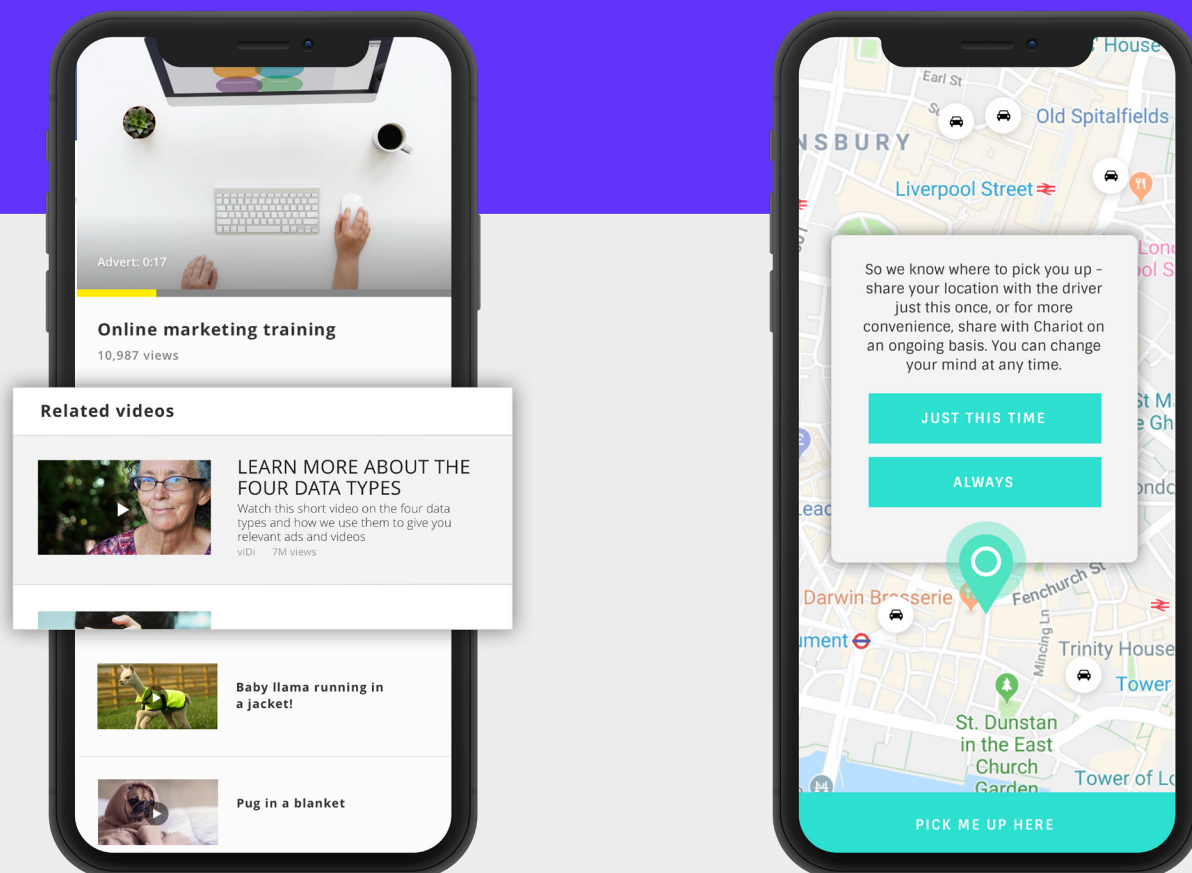 Advert: 0:17
Online marketing training
10,987 views
Related videos
LEARN MORE ABOUT THE
FOUR DATA TYPES
Watch this short video on the four data
types and how we use them to give you
relevant ads and videos
viDi 7M views
Baby llama running in
a jacket!
Pug in a blanket
House
Earl St
Old Spitalfields
NSBURY
Liverpool Street
So we know where to pick you up -
share your location with the driver
just this once, or for more
convenience, share with Chariot on
an ongoing basis. You can change
your mind at any time.
JUST THIS TIME
ALWAYS
Darwin Brasserie
Fenchurch St
ument
Mincing Ln
Trinity House
Tower
St. Dunstan
in the East
Church
Garden
Tower of Lo
PICK ME UP HERE